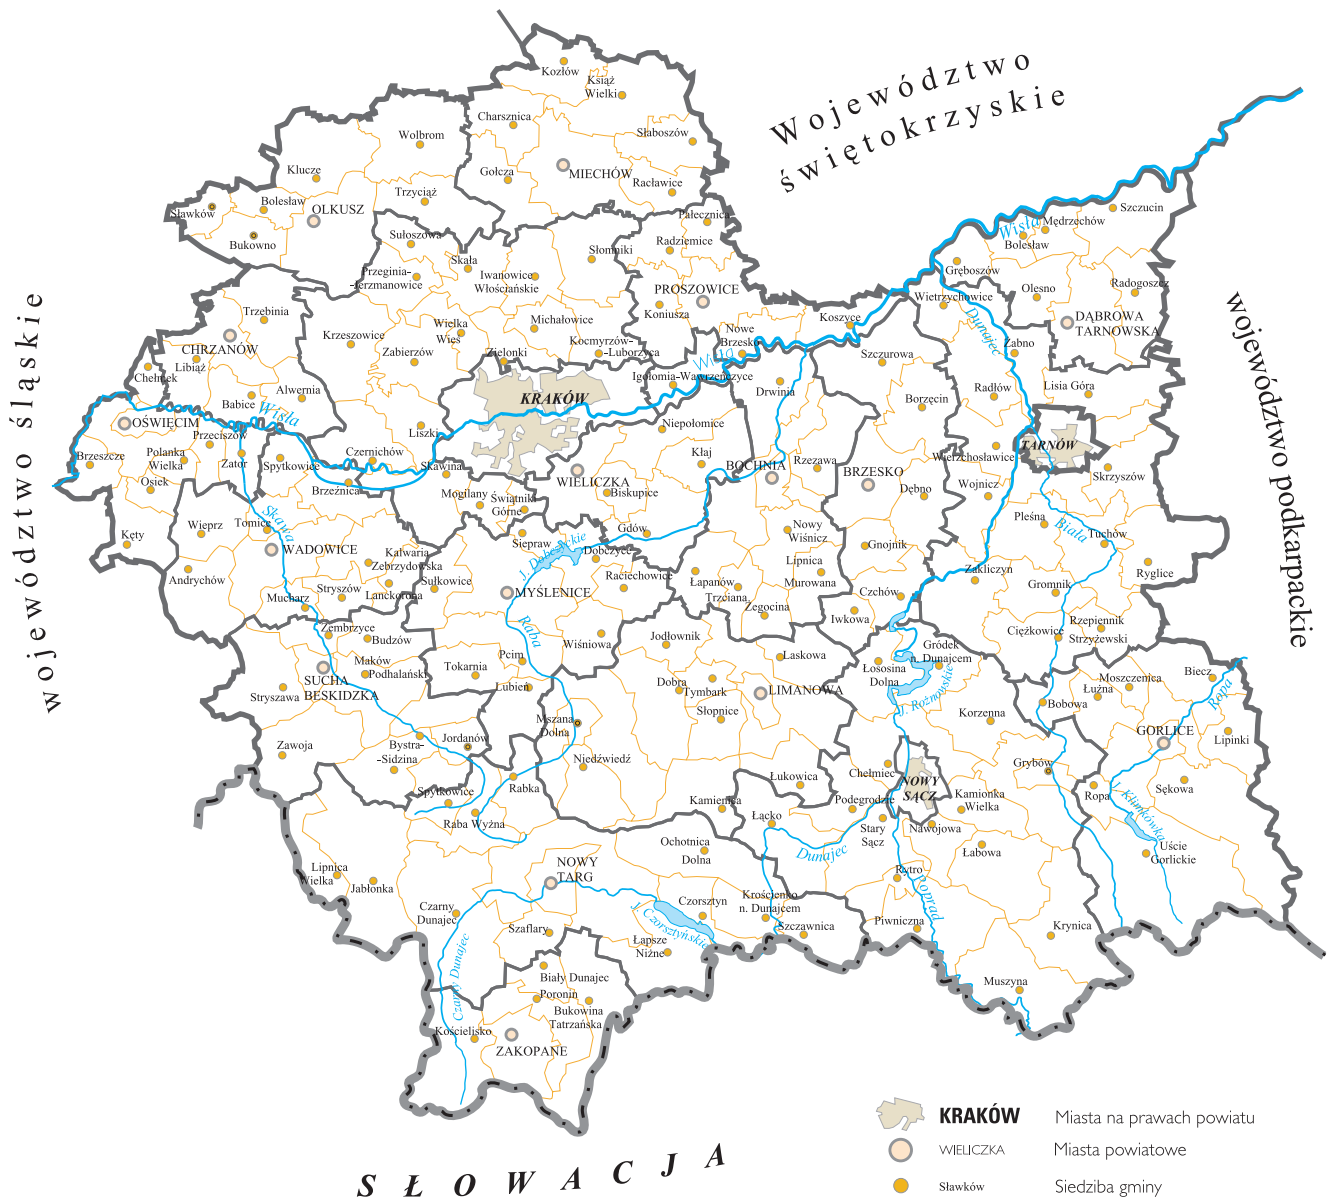 Województwo
świętokrzyskie
województwo śląskie
województwo podkarpackie
SŁOWACJA
Kozłów
Książ
Wielki
Charsznica
Słaboszów
Wolbrom
MIECHÓW
Gołcza
Racławice
Klucze
Trzyciąż
Bolesław
OLKUSZ
Sławków
Bukowno
Pałecznica
Sułoszowa
Radziemice
Słomniki
Skała
Przeginia-
-Jerzmanowice
Iwanowice
Włościańskie
PROSZOWICE
Koniusza
Szczucin
Mędrzechów
Bolesław
Wisła
Gręboszów
Olesno
Radogoszcz
DĄBROWA
TARNOWSKA
Wietrzychowice
Dunajec
Żabno
Trzebinia
CHRZANÓW
Libiąż
Chełmek
Krzeszowice
Wielka
Wieś
Zabierzów
Michałowice
Zielonki
Kocmyrzów-
-Luborzyca
Nowe
Brzesko
Koszyce
Wisła
Igołomia-Wawrzeńczyce
Szczurowa
Drwinia
Borzęcin
Radłów
Lisia Góra
Alwernia
Babice
KRAKÓW
OŚWIĘCIM
Wisła
Przeciszów
Liszki
Niepołomice
TARNÓW
Wierzchosławice
Brzeszcze
Polanka
Wielka
Zator
Osiek
Spytkowice
Czernichów
Brzeźnica
Skawina
WIELICZKA
Kłaj
BOCHNIA
Rzezawa
BRZESKO
Dębno
Wojnicz
Skrzyszów
Mogilany
Świątniki
Górne
Biskupice
Gdów
Siepraw
Kęty
Wieprz
Tomice
Skawa
WADOWICE
Kalwaria
Zebrzydowska
Andrychów
Stryszów
Lanckorona
Mucharz
Sułkowice
J. Dobczyckie
Dobczyce
Raciechowice
MYŚLENICE
Nowy
Wiśnicz
Lipnica
Murowana
Łapanów
Trzciana
Żegocina
Gnojnik
Iwkowa
Czchów
Pleśna
Biała
Tuchów
Zakliczyn
Gromnik
Ryglice
Rzepiennik
Strzyżewski
Ciężkowice
Zembrzyce
Budzów
Maków
Podhalański
SUCHA
BESKIDZKA
Stryszawa
Zawoja
Raba
Wiśniowa
Pcim
Tokarnia
Lubień
Jodłownik
Laskowa
Dobra
Tymbark
Słopnice
LIMANOWA
Łososina
Dolna
Gródek
n. Dunajcem
J. Rożnowskie
Korzenna
Bobowa
Biecz
Moszczenica
Łużna
Ropa
GORLICE
Lipinki
Mszana
Dolna
Niedźwiedź
Jordanów
Bystra-
-Sidzina
Spytkowice
Rabka
Raba Wyżna
Łukowica
Kamienica
Łącko
Chełmiec
Podegrodzie
NOWY
SĄCZ
Stary
Sącz
Kamionka
Wielka
Nawojowa
Grybów
Ropa
Sękowa
J. Klimkówka
Uście
Gorlickie
Łabowa
Ochotnica
Dolna
Dunajec
Rytro
Poprad
Piwniczna
Krynica
Muszyna
Lipnica
Wielka
Jabłonka
NOWY
TARG
Czarny
Dunajec
Szaflary
Czorsztyn
J. Czorsztyńskie
Łapsze
Niżne
Krościenko
n. Dunajcem
Szczawnica
Czarny Dunajec
Biały Dunajec
Poronin
Bukowina
Tatrzańska
Kościelisko
ZAKOPANE
KRAKÓW Miasta na prawach powiatu
WIELICZKA Miasta powiatowe
Sławków Siedziba gminy